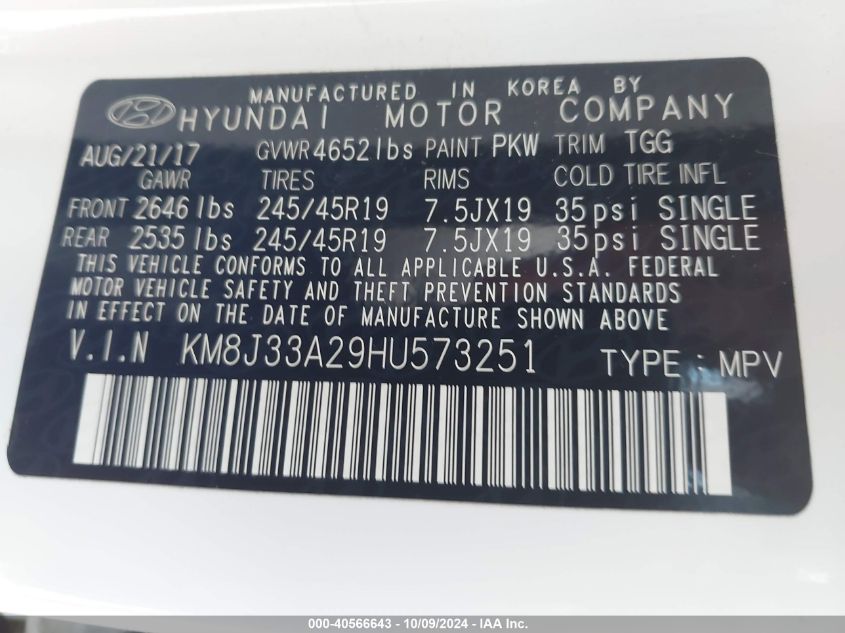 MANUFACTURED IN KOREA BY
HYUNDAI MOTOR COMPANY
AUG/21/17 GVWR 4652 lbs PAINT PKW TRIM TGG
GAWR TIRES RIMS COLD TIRE INFL
FRONT 2646 lbs 245/45R19 7.5JX19 35psi SINGLE
REAR 2535 lbs 245/45R19 7.5JX19 35psi SINGLE
THIS VEHICLE CONFORMS TO ALL APPLICABLE U.S.A. FEDERAL
MOTOR VEHICLE SAFETY AND THEFT PREVENTION STANDARDS
IN EFFECT ON THE DATE OF MANUFACTURE SHOWN ABOVE
V.I.N KM8J33A29HU573251 TYPE : MPV
000-40566643 - 10/09/2024 - IAA Inc.